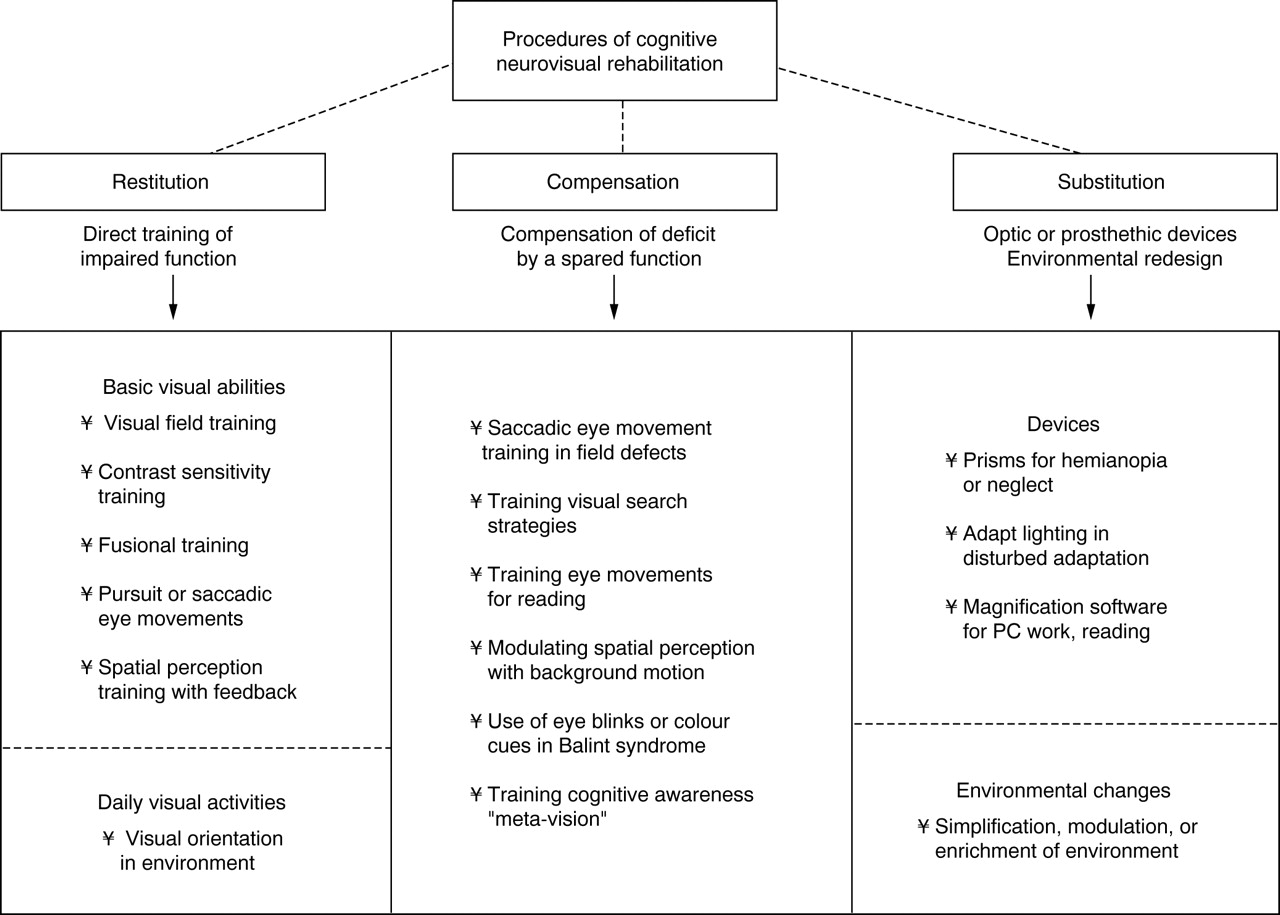 Procedures of cognitive
neurovisual rehabilitation
Restitution
Direct training of
impaired function
Compensation
Compensation of deficit
by a spared function
Substitution
Optic or prosthethic devices
Environmental redesign
Basic visual abilities
¥ Visual field training
¥ Contrast sensitivity
training
¥ Fusional training
¥ Pursuit or saccadic
eye movements
¥ Spatial perception
training with feedback
Daily visual activities
¥ Visual orientation
in environment
¥ Saccadic eye movement
training in field defects
¥ Training visual search
strategies
¥ Training eye movements
for reading
¥ Modulating spatial perception
with background motion
¥ Use of eye blinks or colour
cues in Balint syndrome
¥ Training cognitive awareness
"meta-vision"
Devices
¥ Prisms for hemianopia
or neglect
¥ Adapt lighting in
disturbed adaptation
¥ Magnification software
for PC work, reading
Environmental changes
¥ Simplification, modulation, or
enrichment of environment